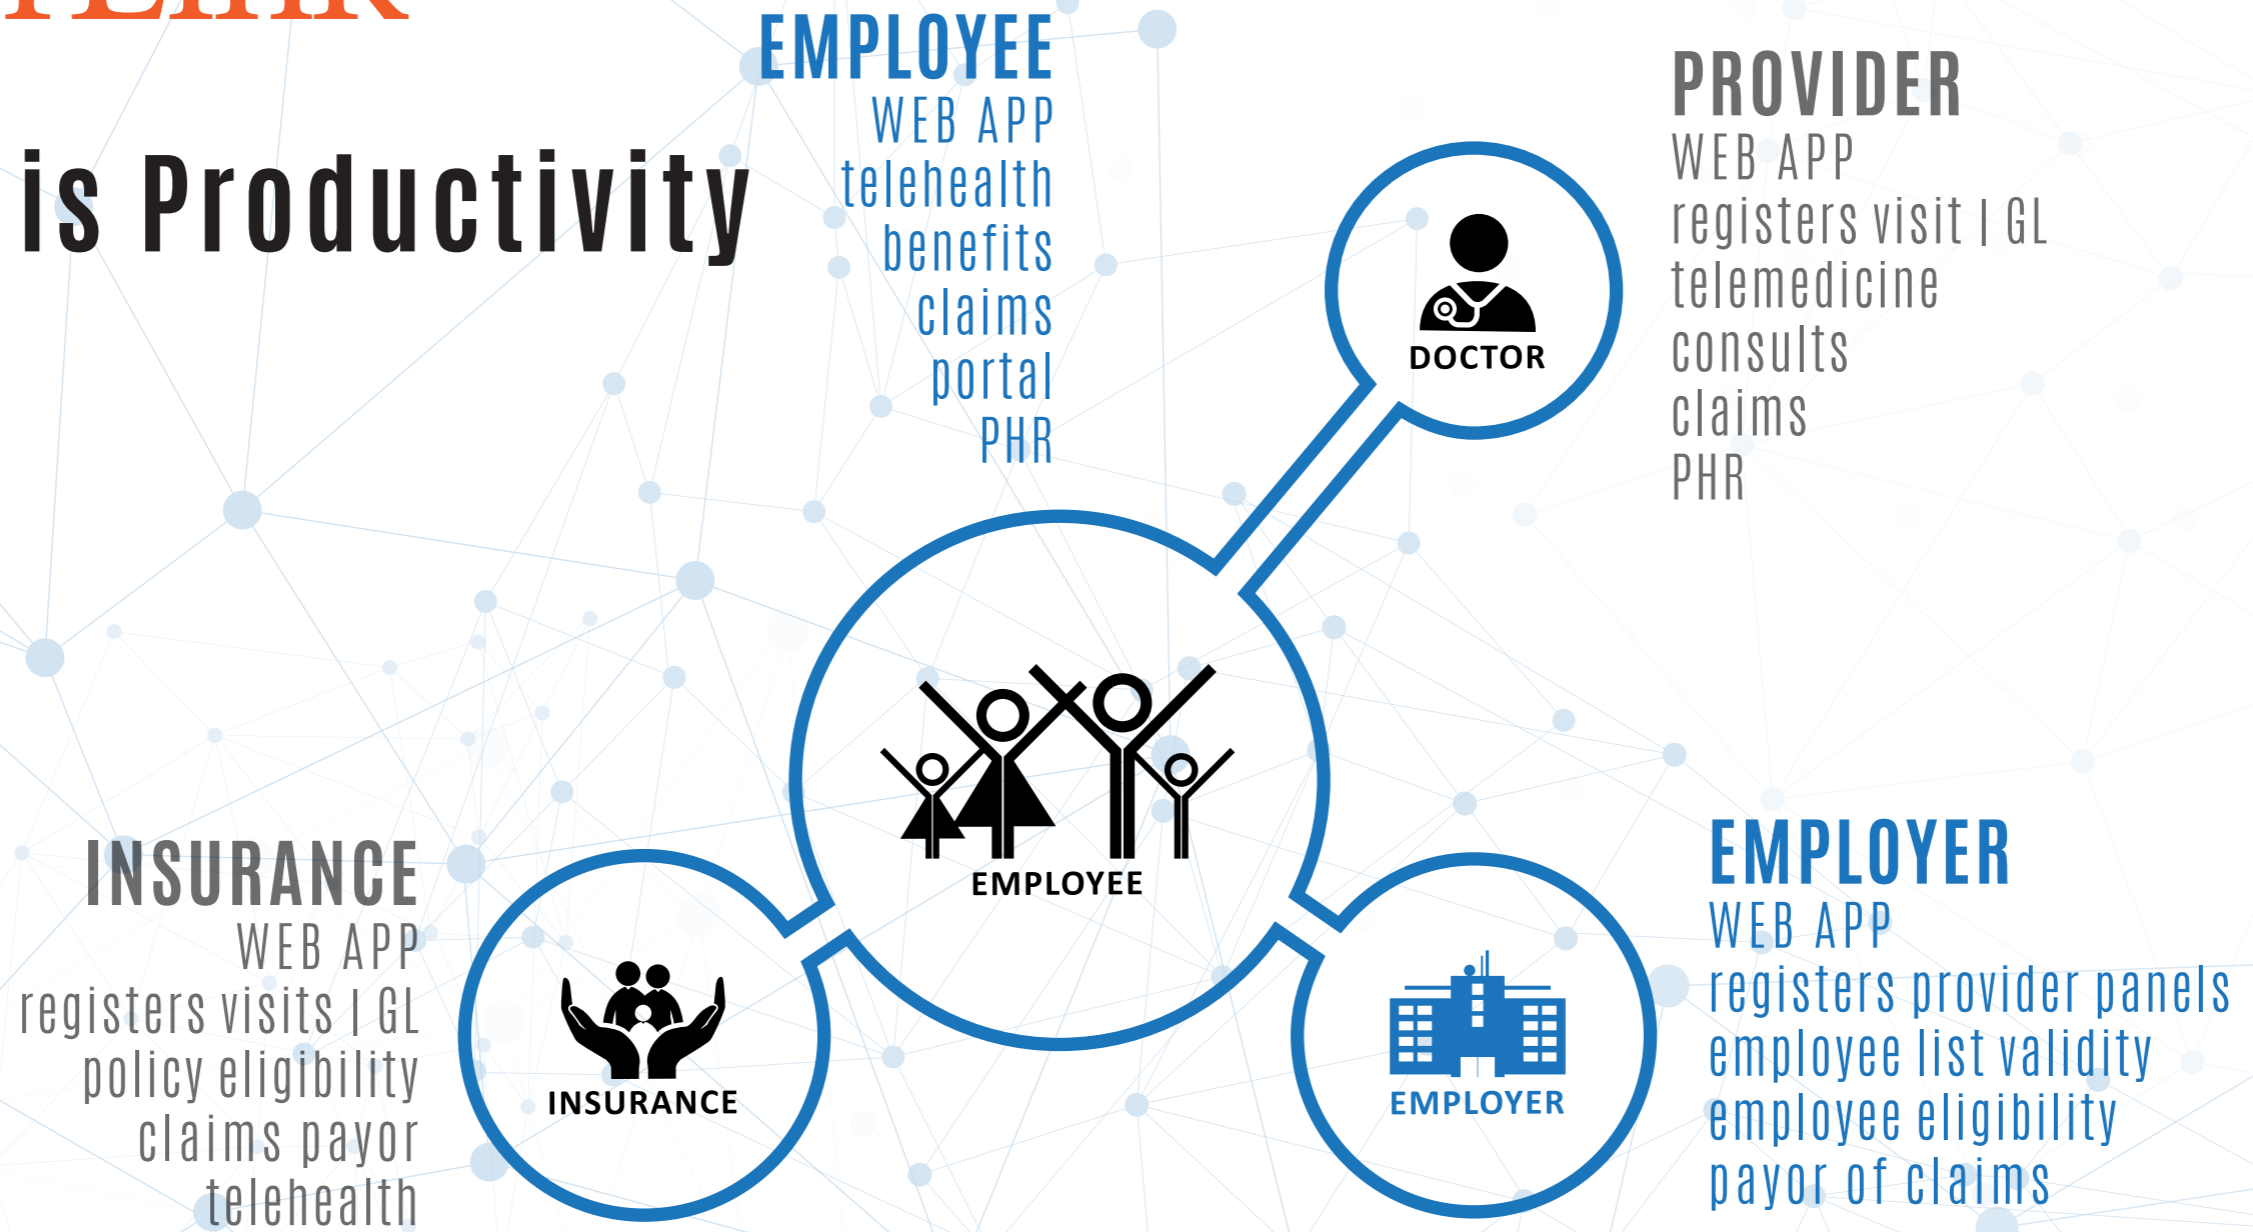 is Productivity
EMPLOYEE
WEB APP
telehealth
benefits
claims
portal
PHR
PROVIDER
WEB APP
registers visit | GL
telemedicine
consults
claims
PHR
DOCTOR
EMPLOYEE
INSURANCE
WEB APP
registers visits | GL
policy eligibility
claims payor
telehealth
INSURANCE
EMPLOYER
EMPLOYER
WEB APP
registers provider panels
employee list validity
employee eligibility
payor of claims